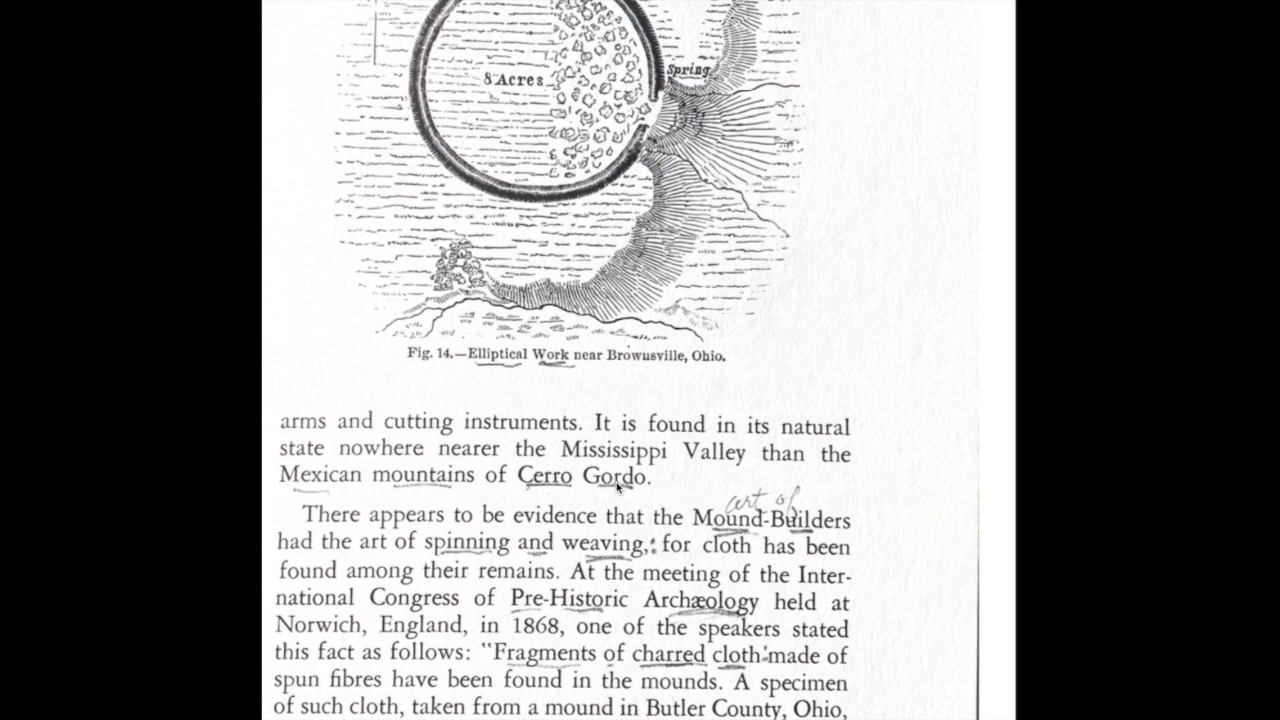 8 Acres
Spring
Fig. 14.—Elliptical Work near Brownsville, Ohio.
arms and cutting instruments. It is found in its natural
state nowhere nearer the Mississippi Valley than the
Mexican mountains of Cerro Gordo.
art of
There appears to be evidence that the Mound-Builders
had the art of spinning and weaving, for cloth has been
found among their remains. At the meeting of the Inter-
national Congress of Pre-Historic Archæology held at
Norwich, England, in 1868, one of the speakers stated
this fact as follows: "Fragments of charred cloth made of
spun fibres have been found in the mounds. A specimen
of such cloth, taken from a mound in Butler County, Ohio,